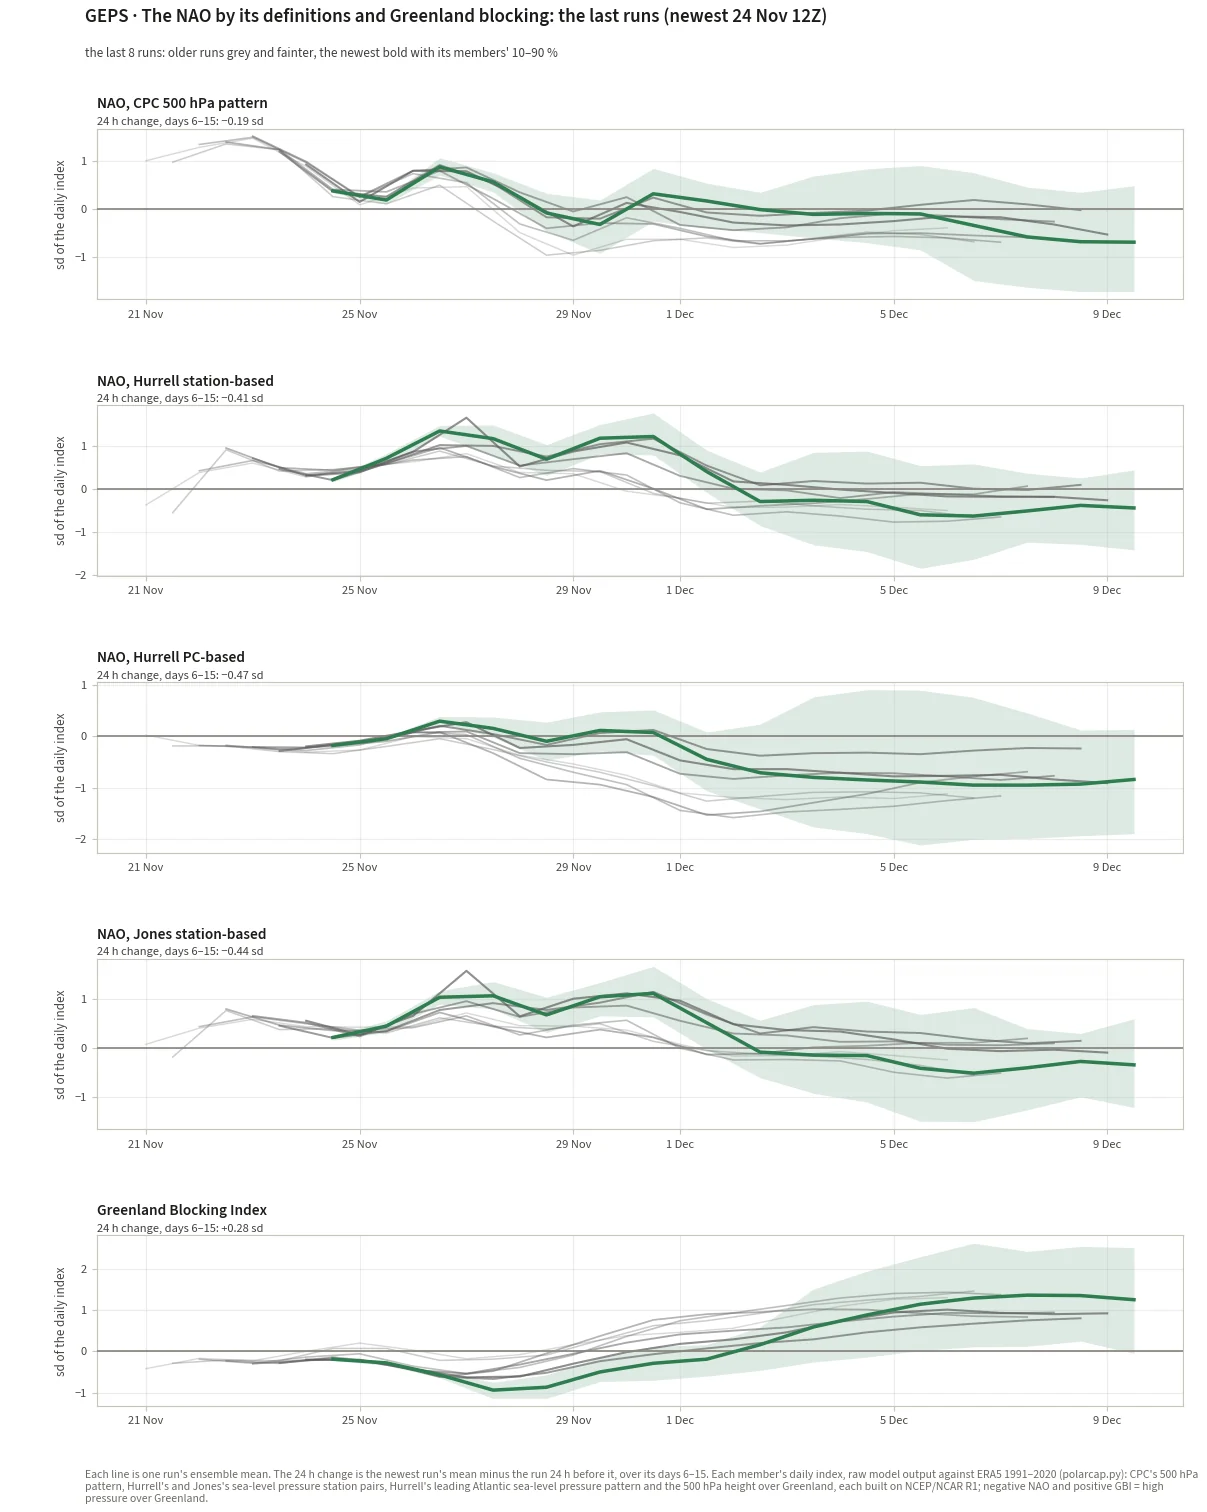 GEPS · The NAO by its definitions and Greenland blocking: the last runs (newest 24 Nov 12Z)
the last 8 runs: older runs grey and fainter, the newest bold with its members' 10–90 %
NAO, CPC 500 hPa pattern
24 h change, days 6–15: −0.19 sd
sd of the daily index
1
0
−1
21 Nov
25 Nov
29 Nov
1 Dec
5 Dec
9 Dec
NAO, Hurrell station-based
24 h change, days 6–15: −0.41 sd
sd of the daily index
1
0
−1
−2
21 Nov
25 Nov
29 Nov
1 Dec
5 Dec
9 Dec
NAO, Hurrell PC-based
24 h change, days 6–15: −0.47 sd
sd of the daily index
1
0
−1
−2
21 Nov
25 Nov
29 Nov
1 Dec
5 Dec
9 Dec
NAO, Jones station-based
24 h change, days 6–15: −0.44 sd
sd of the daily index
1
0
−1
21 Nov
25 Nov
29 Nov
1 Dec
5 Dec
9 Dec
Greenland Blocking Index
24 h change, days 6–15: +0.28 sd
sd of the daily index
2
1
0
−1
21 Nov
25 Nov
29 Nov
1 Dec
5 Dec
9 Dec
Each line is one run's ensemble mean. The 24 h change is the newest run's mean minus the run 24 h before it, over its days 6–15. Each member's daily index, raw model output against ERA5 1991–2020 (polarcap.py): CPC's 500 hPa
pattern, Hurrell's and Jones's sea-level pressure station pairs, Hurrell's leading Atlantic sea-level pressure pattern and the 500 hPa height over Greenland, each built on NCEP/NCAR R1; negative NAO and positive GBI = high
pressure over Greenland.